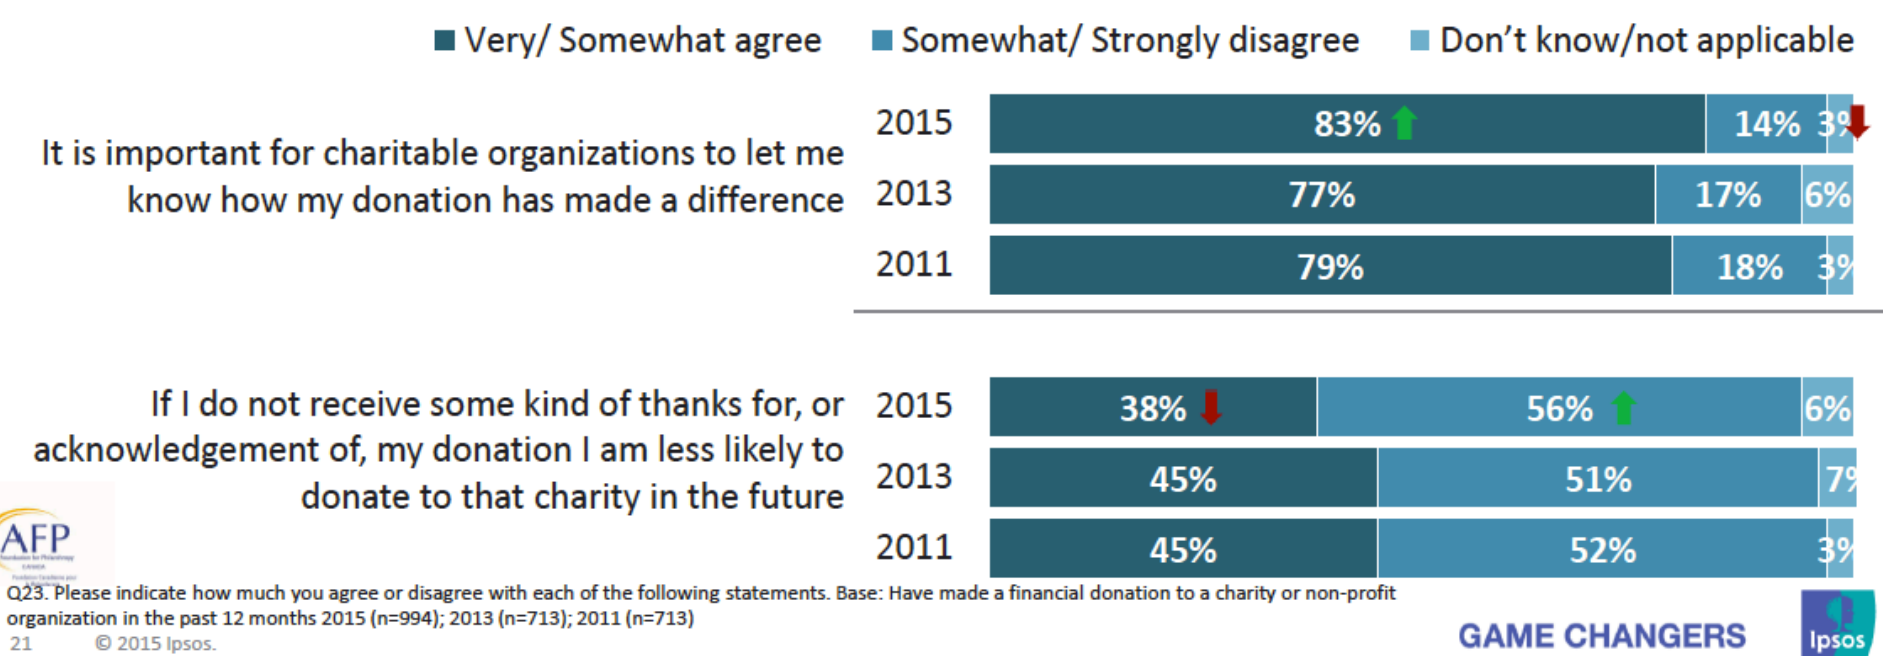 Very/ Somewhat agree Somewhat/ Strongly disagree Don't know/not applicable
It is important for charitable organizations to let me
know how my donation has made a difference
2015 83% 14% 3%
2013 77% 17% 6%
2011 79% 18% 3%
If I do not receive some kind of thanks for, or
acknowledgement of, my donation I am less likely to
donate to that charity in the future
2015 38% 56% 6%
2013 45% 51% 7%
2011 45% 52% 3%
AFP
Q23. Please indicate how much you agree or disagree with each of the following statements. Base: Have made a financial donation to a charity or non-profit
organization in the past 12 months 2015 (n=994); 2013 (n=713); 2011 (n=713)
21 © 2015 Ipsos.
GAME CHANGERS
Ipsos